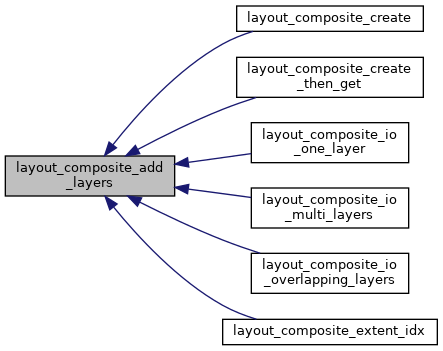 layout_composite_create
layout_composite_create
_then_get
layout_composite_io
_one_layer
layout_composite_add
_layers
layout_composite_io
_multi_layers
layout_composite_io
_overlapping_layers
layout_composite_extent_idx